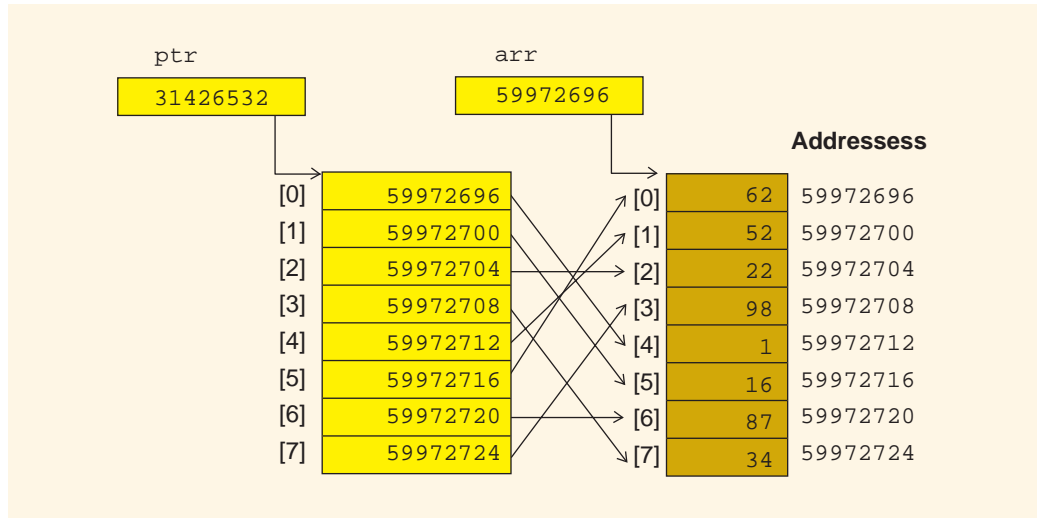 ptr arr
31426532 59972696
Addressess
[0] 59972696 [0] 62 59972696
[1] 59972700 [1] 52 59972700
[2] 59972704 [2] 22 59972704
[3] 59972708 [3] 98 59972708
[4] 59972712 [4] 1 59972712
[5] 59972716 [5] 16 59972716
[6] 59972720 [6] 87 59972720
[7] 59972724 [7] 34 59972724